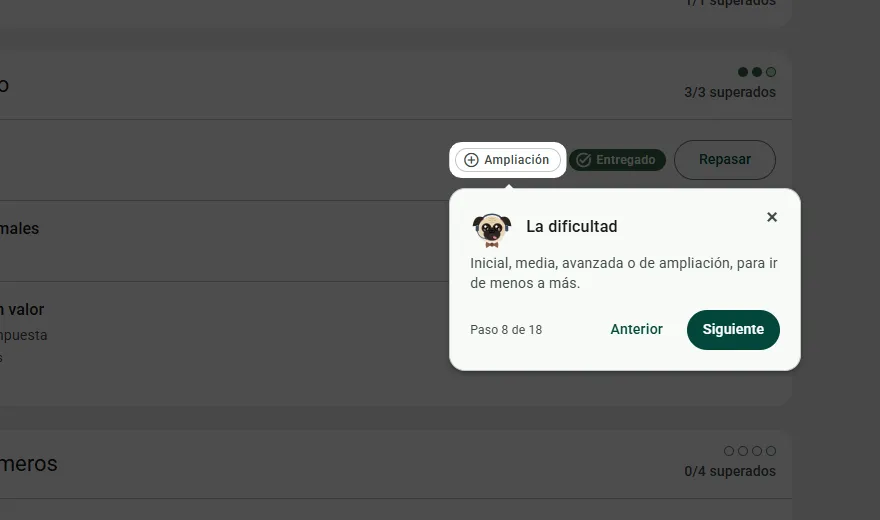 1/1 superados
3/3 superados
Ampliación
Entregado
Repasar
males
La dificultad
Inicial, media, avanzada o de ampliación, para ir
de menos a más.
valor
puesta
Paso 8 de 18
Anterior
Siguiente
meros
0/4 superados